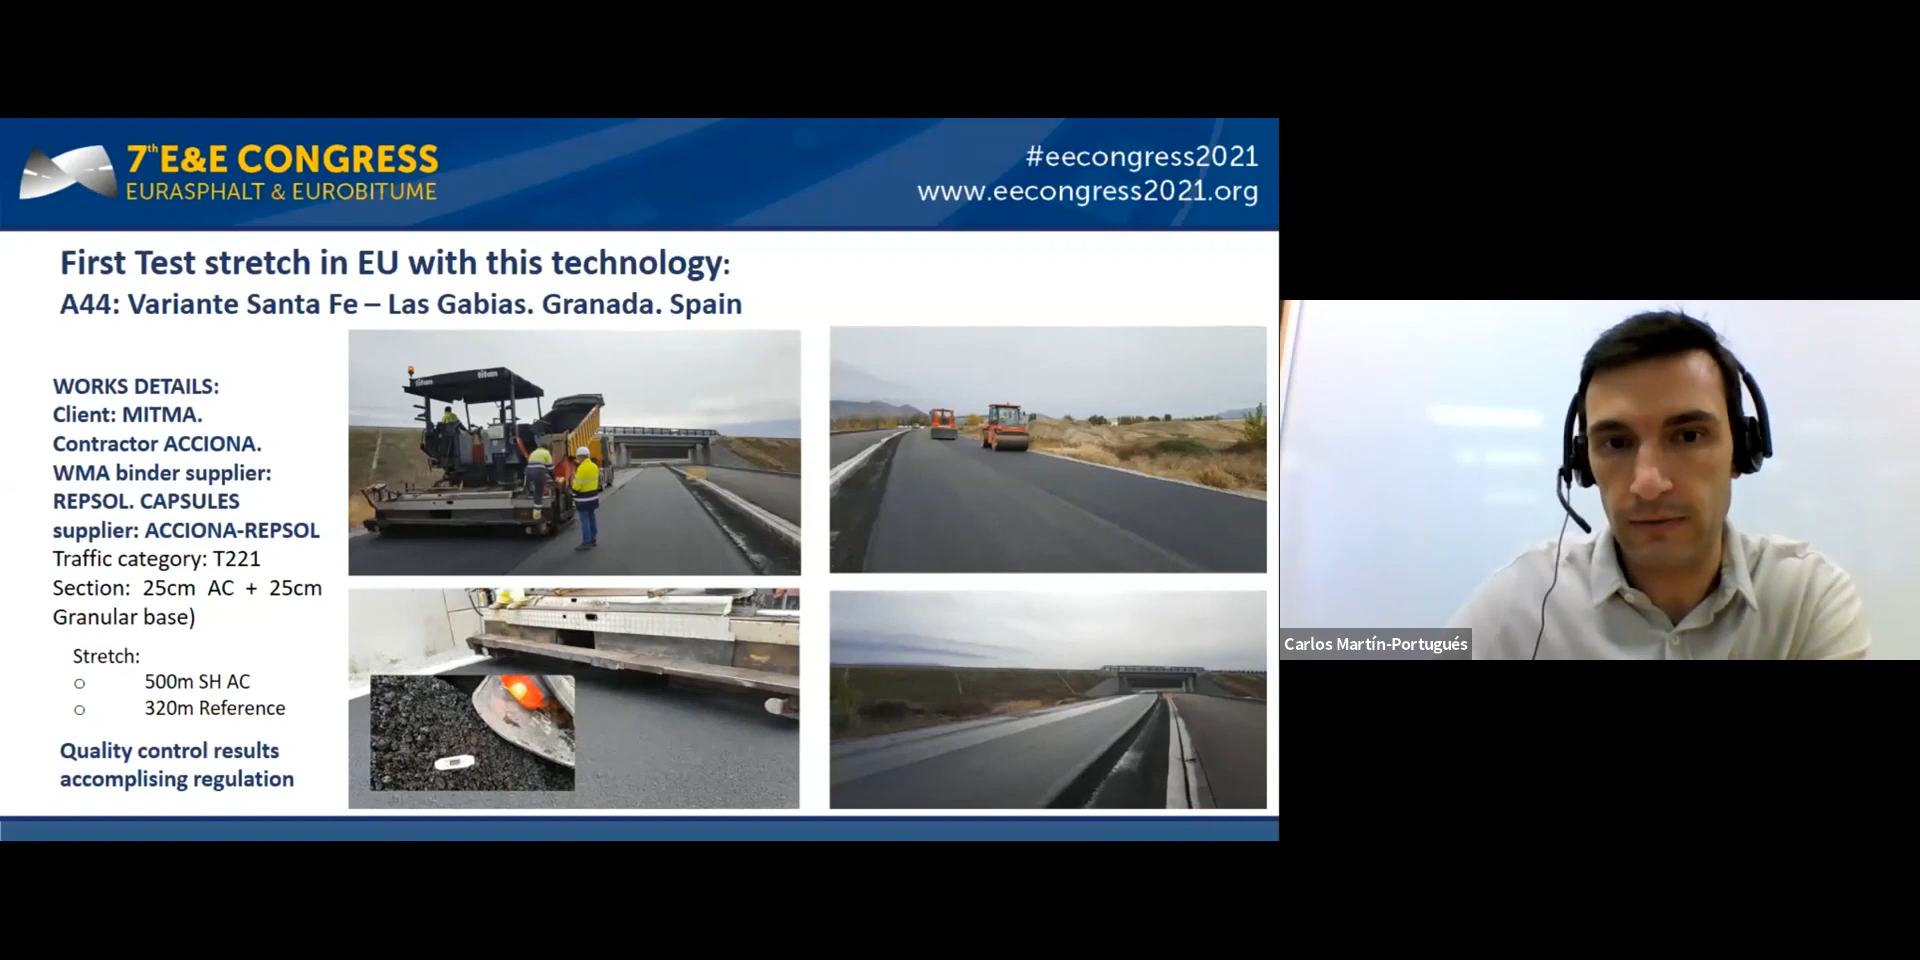 7th E&E CONGRESS
EURASPHALT & EUROBITUME
#eecongress2021
www.eecongress2021.org
First Test stretch in EU with this technology:
A44: Variante Santa Fe – Las Gabias. Granada. Spain
WORKS DETAILS:
Client: MITMA.
Contractor ACCIONA.
WMA binder supplier:
REPSOL. CAPSULES
supplier: ACCIONA-REPSOL
Traffic category: T221
Section: 25cm AC + 25cm
Granular base)
Stretch:
o 500m SH AC
o 320m Reference
Quality control results
accomplising regulation
titan
titan
Carlos Martín-Portugués